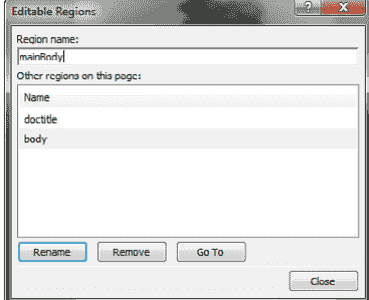 Editable Regions
Region name:
mainBody
Other regions on this page:
Name
doctitle
body
Rename Remove Go To
Close